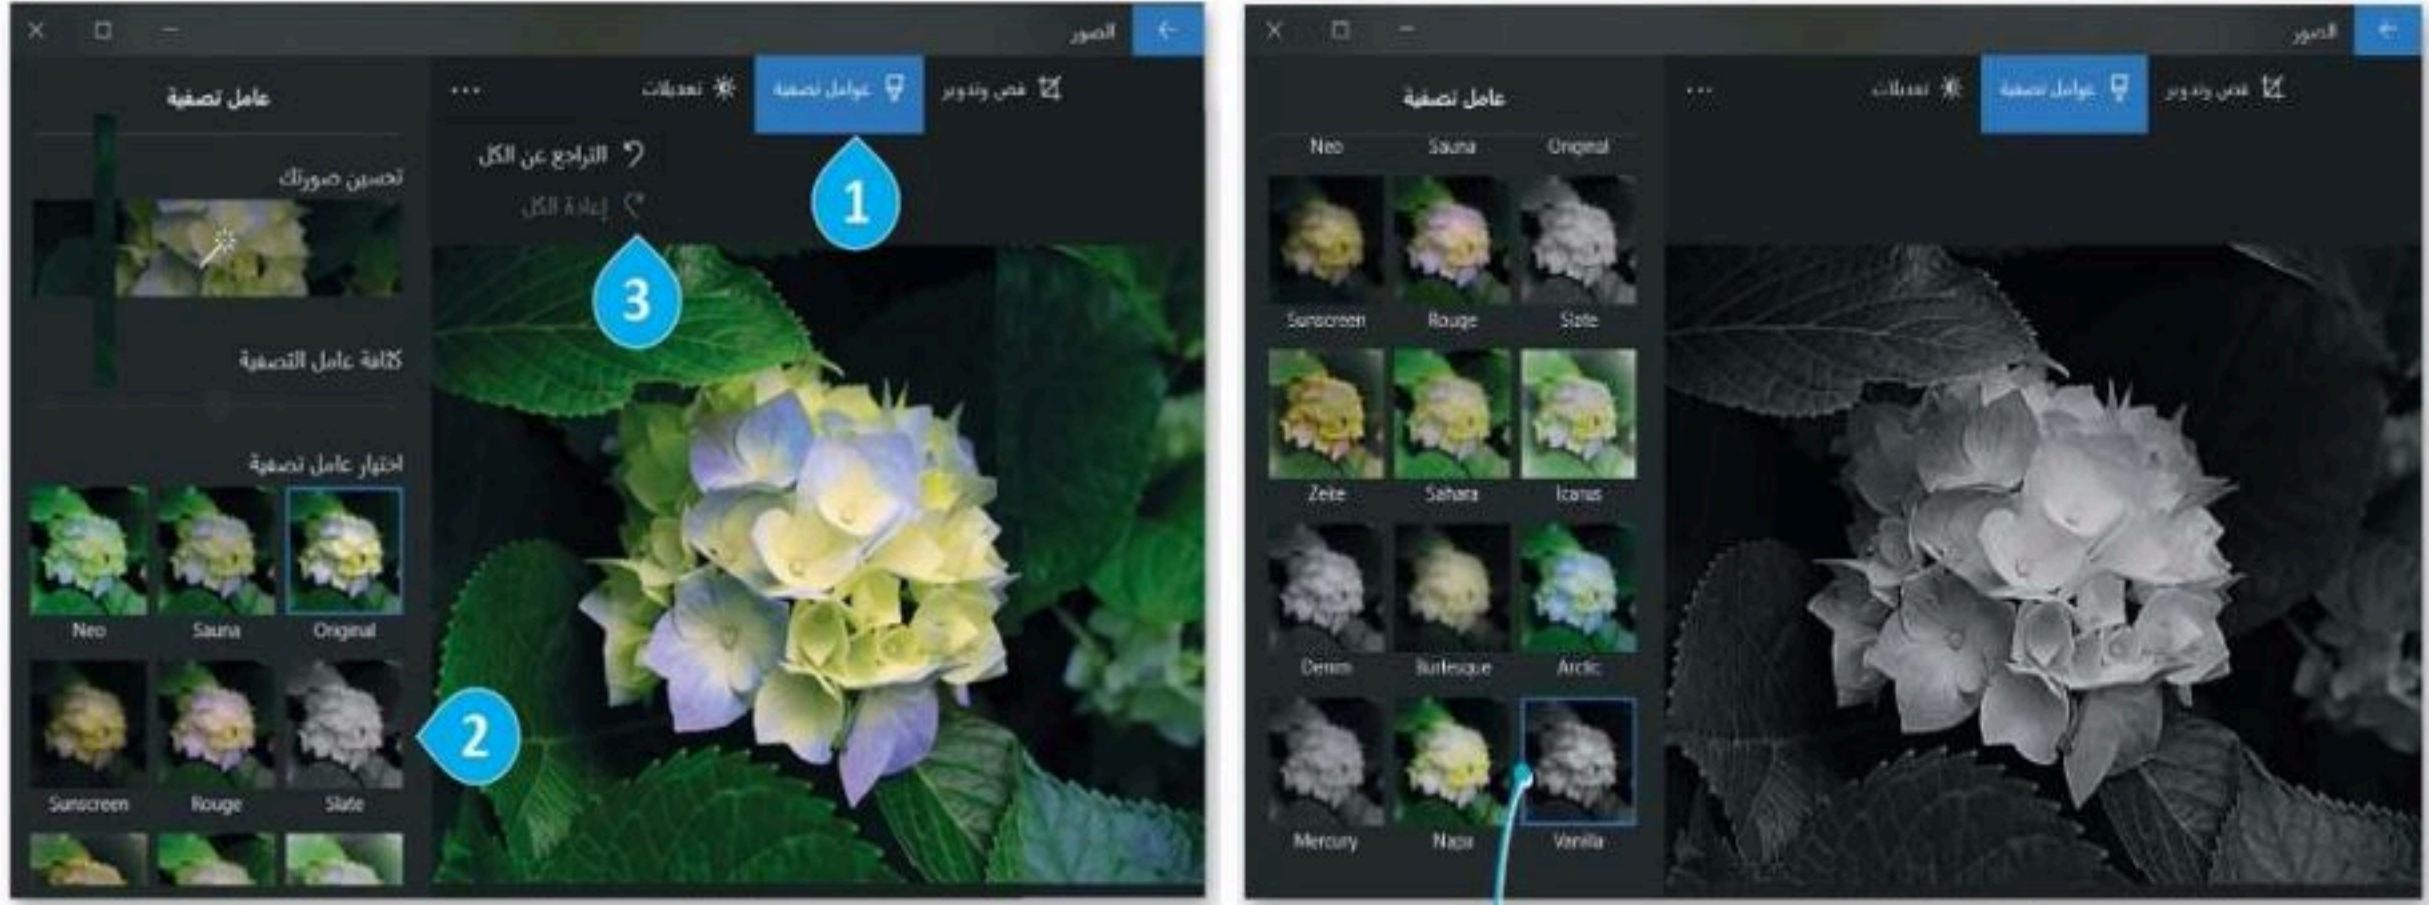 الصور
قص وتدوير
عوامل تصفية
تعديلات
...
التراجع عن الكل
إعادة الكل
1
3
عامل تصفية
تحسين صورتك
كثافة عامل التصفية
اختيار عامل تصفية
Neo Sauna Original
Sunscreen Rouge Slate
2
الصور
قص وتدوير
عوامل تصفية
تعديلات
...
عامل تصفية
Neo Sauna Original
Sunscreen Rouge Slate
Zeke Sahara Icarus
Denim Burlesque Arctic
Mercury Napa Vanilla